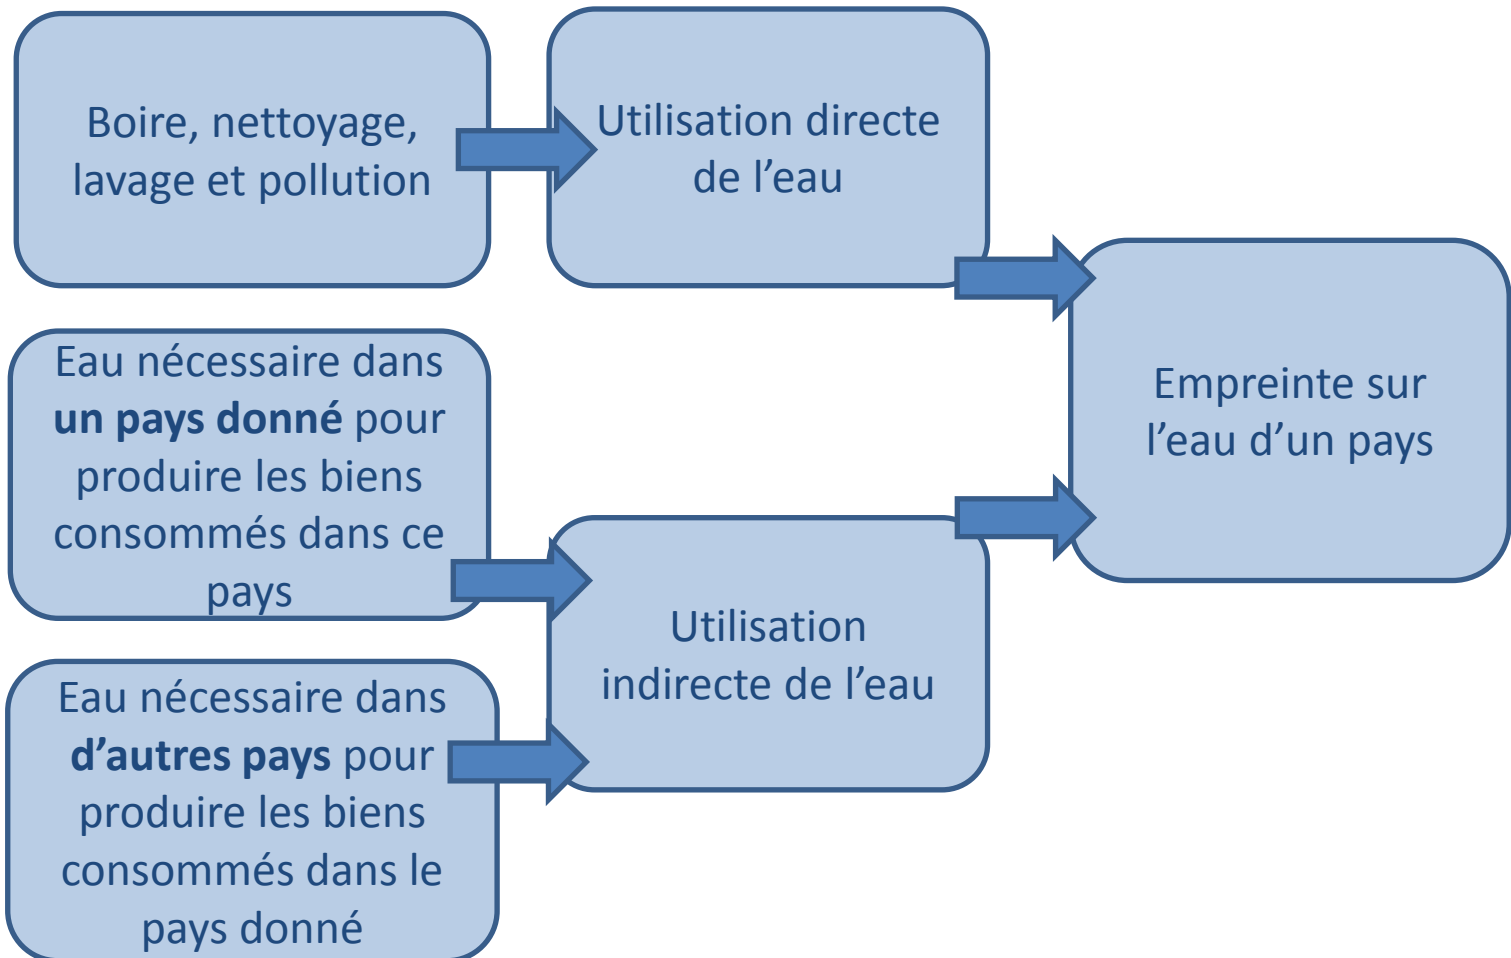 Boire, nettoyage,
lavage et pollution
Utilisation directe
de l’eau
Eau nécessaire dans
un pays donné pour
produire les biens
consommés dans ce
pays
Eau nécessaire dans
d’autres pays pour
produire les biens
consommés dans le
pays donné
Utilisation
indirecte de l’eau
Empreinte sur
l’eau d’un pays